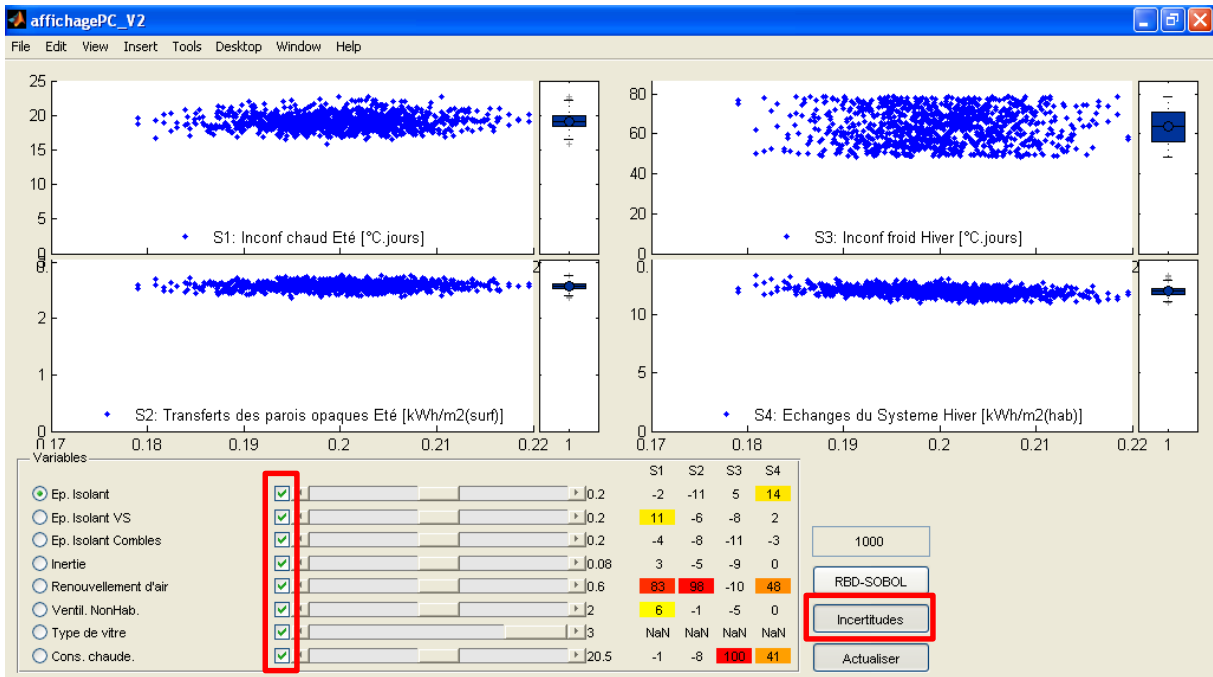 affichagePC_V2
File Edit View Insert Tools Desktop Window Help
25
20
15
10
5
0
S1: Inconf chaud Eté [°C.jours]
80
60
40
20
0.
S3: Inconf froid Hiver [°C.jours]
2
2
2
1
0
S2: Transferts des parois opaques Eté [kWh/m2(surf)]
10
5
0
S4: Echanges du Systeme Hiver [kWh/m2(hab)]
0.17 0.18 0.19 0.2 0.21 0.22 1
0.17 0.18 0.19 0.2 0.21 0.22 1
Variables
S1 S2 S3 S4
Ep. Isolant 0.2 -2 -11 5 14
Ep. Isolant VS 0.2 11 -6 -8 2
Ep. Isolant Combles 0.2 -4 -8 -11 -3
Inertie 0.08 3 -5 -9 0
Renouvellement d'air 0.6 83 98 -10 48
Ventil. NonHab. 2 6 -1 -5 0
Type de vitre 3 NaN NaN NaN NaN
Cons. chaude. 20.5 -1 -8 100 41
1000
RBD-SOBOL
Incertitudes
Actualiser